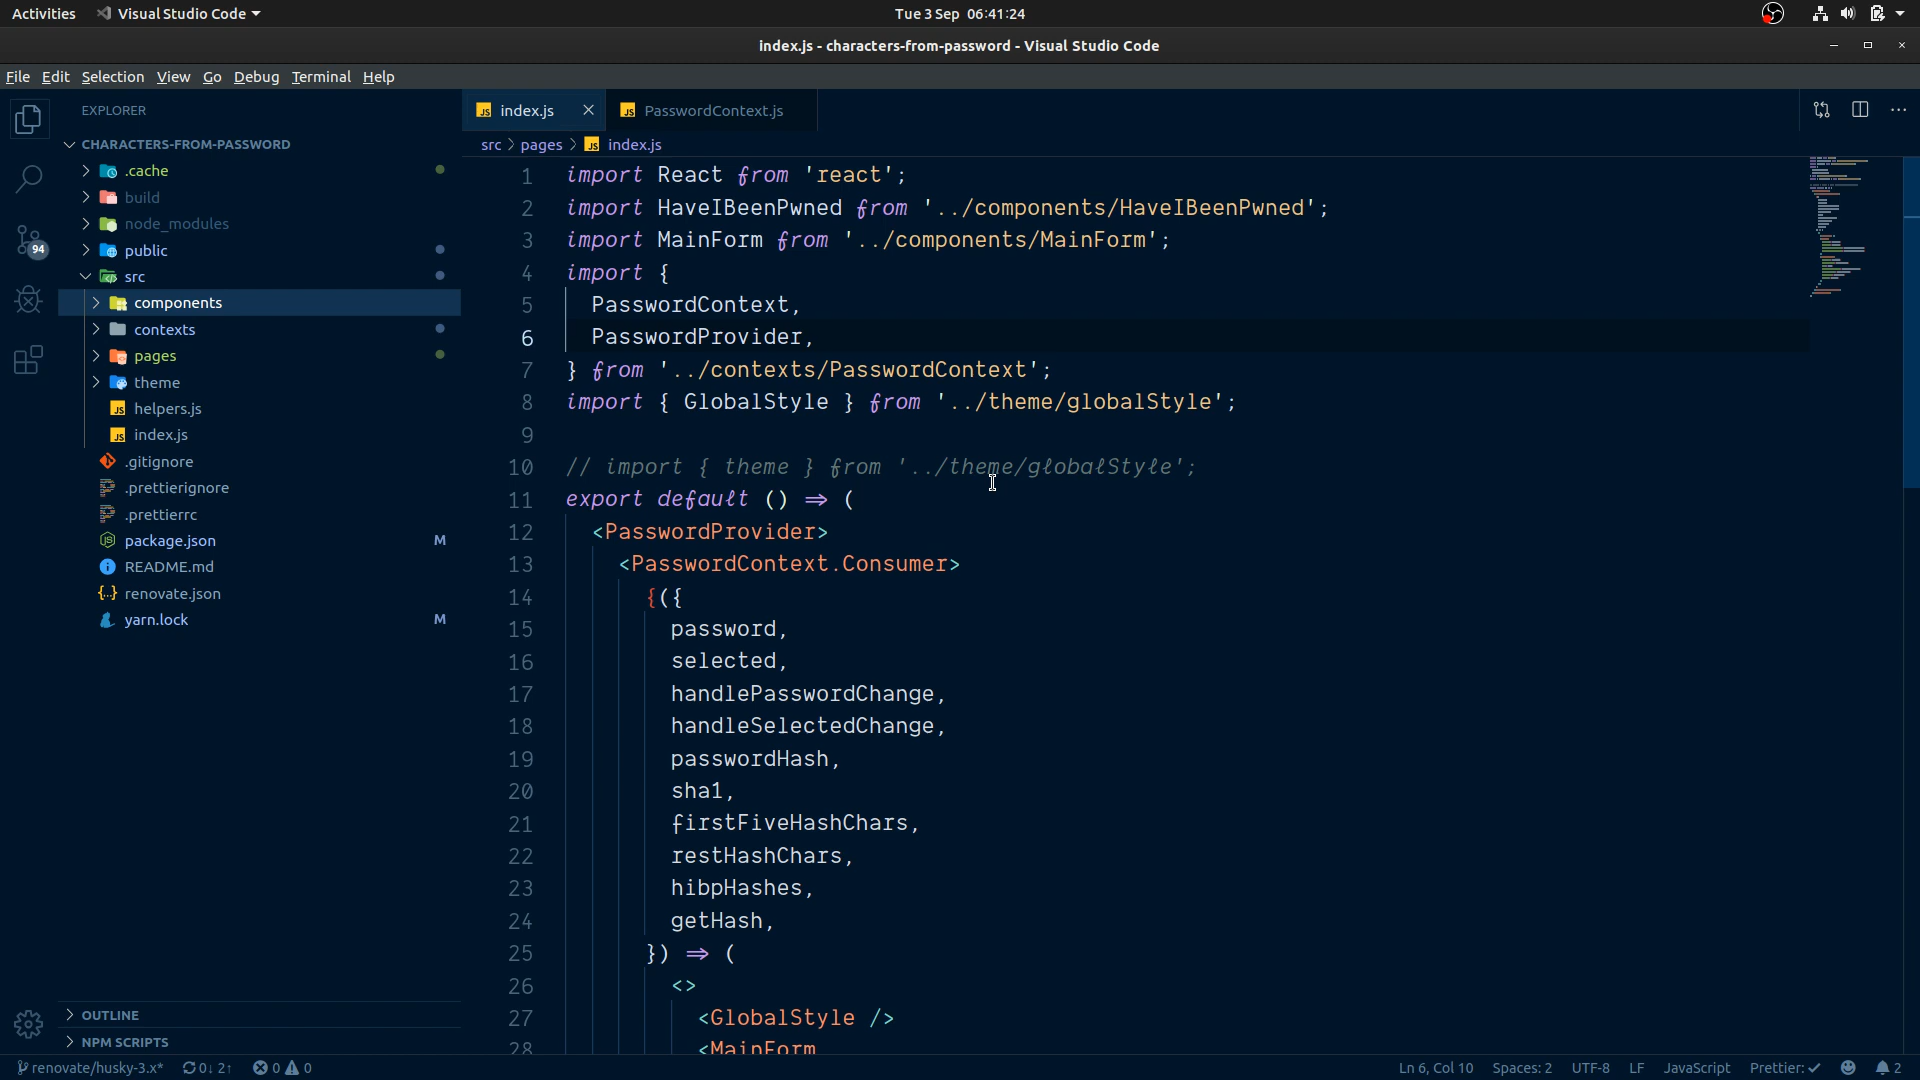 Activities Visual Studio Code Tue 3 Sep 06:41:24
index.js - characters-from-password - Visual Studio Code
File Edit Selection View Go Debug Terminal Help
EXPLORER
CHARACTERS-FROM-PASSWORD
.cache
build
node_modules
94
public
src
components
contexts
pages
theme
helpers.js
index.js
.gitignore
.prettierignore
.prettierrc
package.json M
README.md
renovate.json
yarn.lock M
OUTLINE
NPM SCRIPTS
index.js PasswordContext.js
src > pages > index.js
1 import React from 'react';
2 import HaveIBeenPwned from '../components/HaveIBeenPwned';
3 import MainForm from '../components/MainForm';
4 import {
5 PasswordContext,
6 PasswordProvider,
7 } from '../contexts/PasswordContext';
8 import { GlobalStyle } from '../theme/globalStyle';
9
10 // import { theme } from '../theme/globalStyle';
11 export default () => (
12 <PasswordProvider>
13 <PasswordContext.Consumer>
14 {({
15 password,
16 selected,
17 handlePasswordChange,
18 handleSelectedChange,
19 passwordHash,
20 sha1,
21 firstFiveHashChars,
22 restHashChars,
23 hibpHashes,
24 getHash,
25 }) => (
26 <>
27 <GlobalStyle />
28 <MainForm
renovate/husky-3.x* 0↓ 2↑ 0 0 Ln 6, Col 10 Spaces: 2 UTF-8 LF JavaScript Prettier: ✓ 2